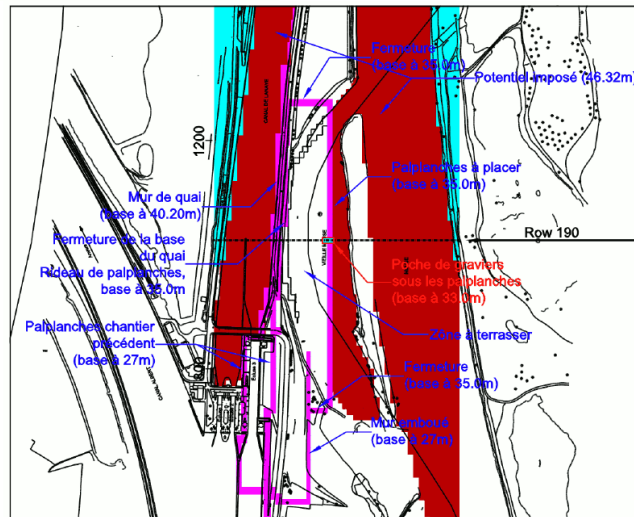 Fermeture
(base à 35.0m)
Potentiel imposé (46.32m)
1200
Palplanches à placer
(base à 35.0m)
Mur de quai
(base à 40.20m)
Row 190
Fermeture de la base
du quai
Rideau de palplanches,
base à 35.0m
Poche de graviers
sous les palplanches
(base à 33.0m)
Palplanches chantier
précédent
(base à 27m)
Zône à terrasser
800
Fermeture
(base à 35.0m)
Mur emboué
(base à 27m)